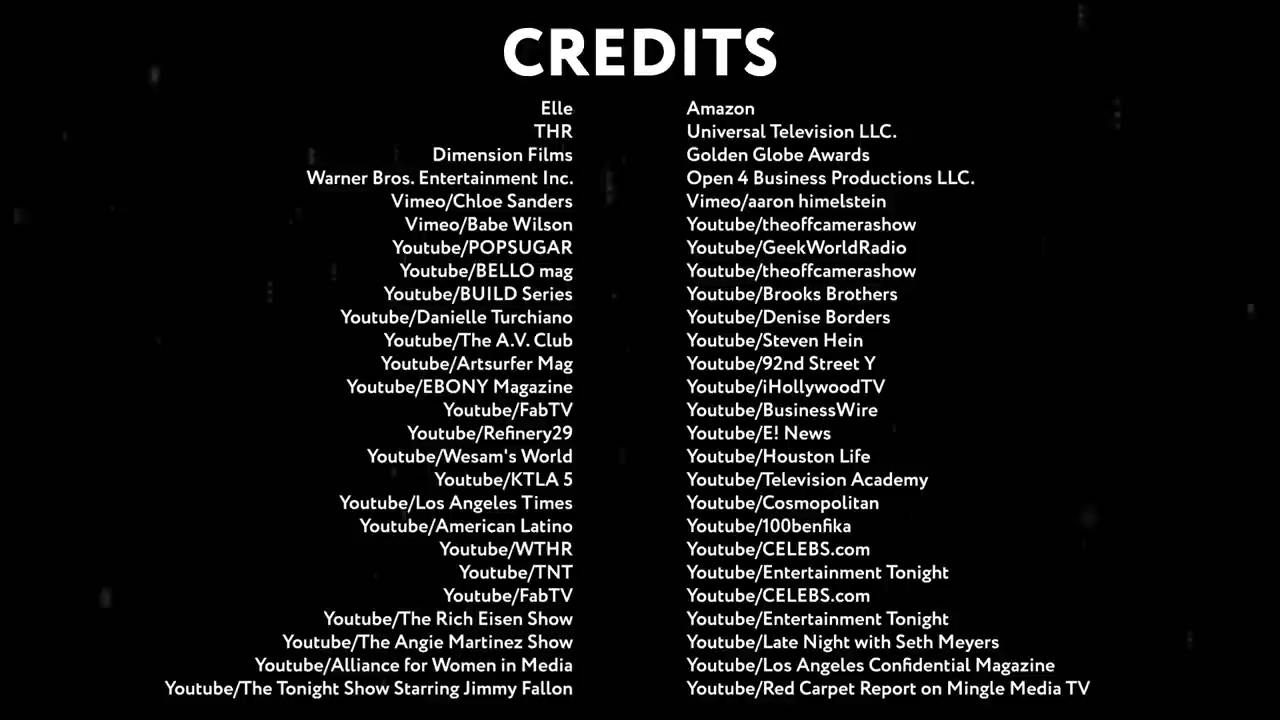 CREDITS
Elle
THR
Dimension Films
Warner Bros. Entertainment Inc.
Vimeo/Chloe Sanders
Vimeo/Babe Wilson
Youtube/POPSUGAR
Youtube/BELLO mag
Youtube/BUILD Series
Youtube/Danielle Turchiano
Youtube/The A.V. Club
Youtube/Artsurfer Mag
Youtube/EBONY Magazine
Youtube/FabTV
Youtube/Refinery29
Youtube/Wesam's World
Youtube/KTLA 5
Youtube/Los Angeles Times
Youtube/American Latino
Youtube/WTHR
Youtube/TNT
Youtube/FabTV
Youtube/The Rich Eisen Show
Youtube/The Angie Martinez Show
Youtube/Alliance for Women in Media
Youtube/The Tonight Show Starring Jimmy Fallon
Amazon
Universal Television LLC.
Golden Globe Awards
Open 4 Business Productions LLC.
Vimeo/aaron himelstein
Youtube/theoffcamerashow
Youtube/GeekWorldRadio
Youtube/theoffcamerashow
Youtube/Brooks Brothers
Youtube/Denise Borders
Youtube/Steven Hein
Youtube/92nd Street Y
Youtube/iHollywoodTV
Youtube/BusinessWire
Youtube/E! News
Youtube/Houston Life
Youtube/Television Academy
Youtube/Cosmopolitan
Youtube/100benfika
Youtube/CELEBS.com
Youtube/Entertainment Tonight
Youtube/CELEBS.com
Youtube/Entertainment Tonight
Youtube/Late Night with Seth Meyers
Youtube/Los Angeles Confidential Magazine
Youtube/Red Carpet Report on Mingle Media TV